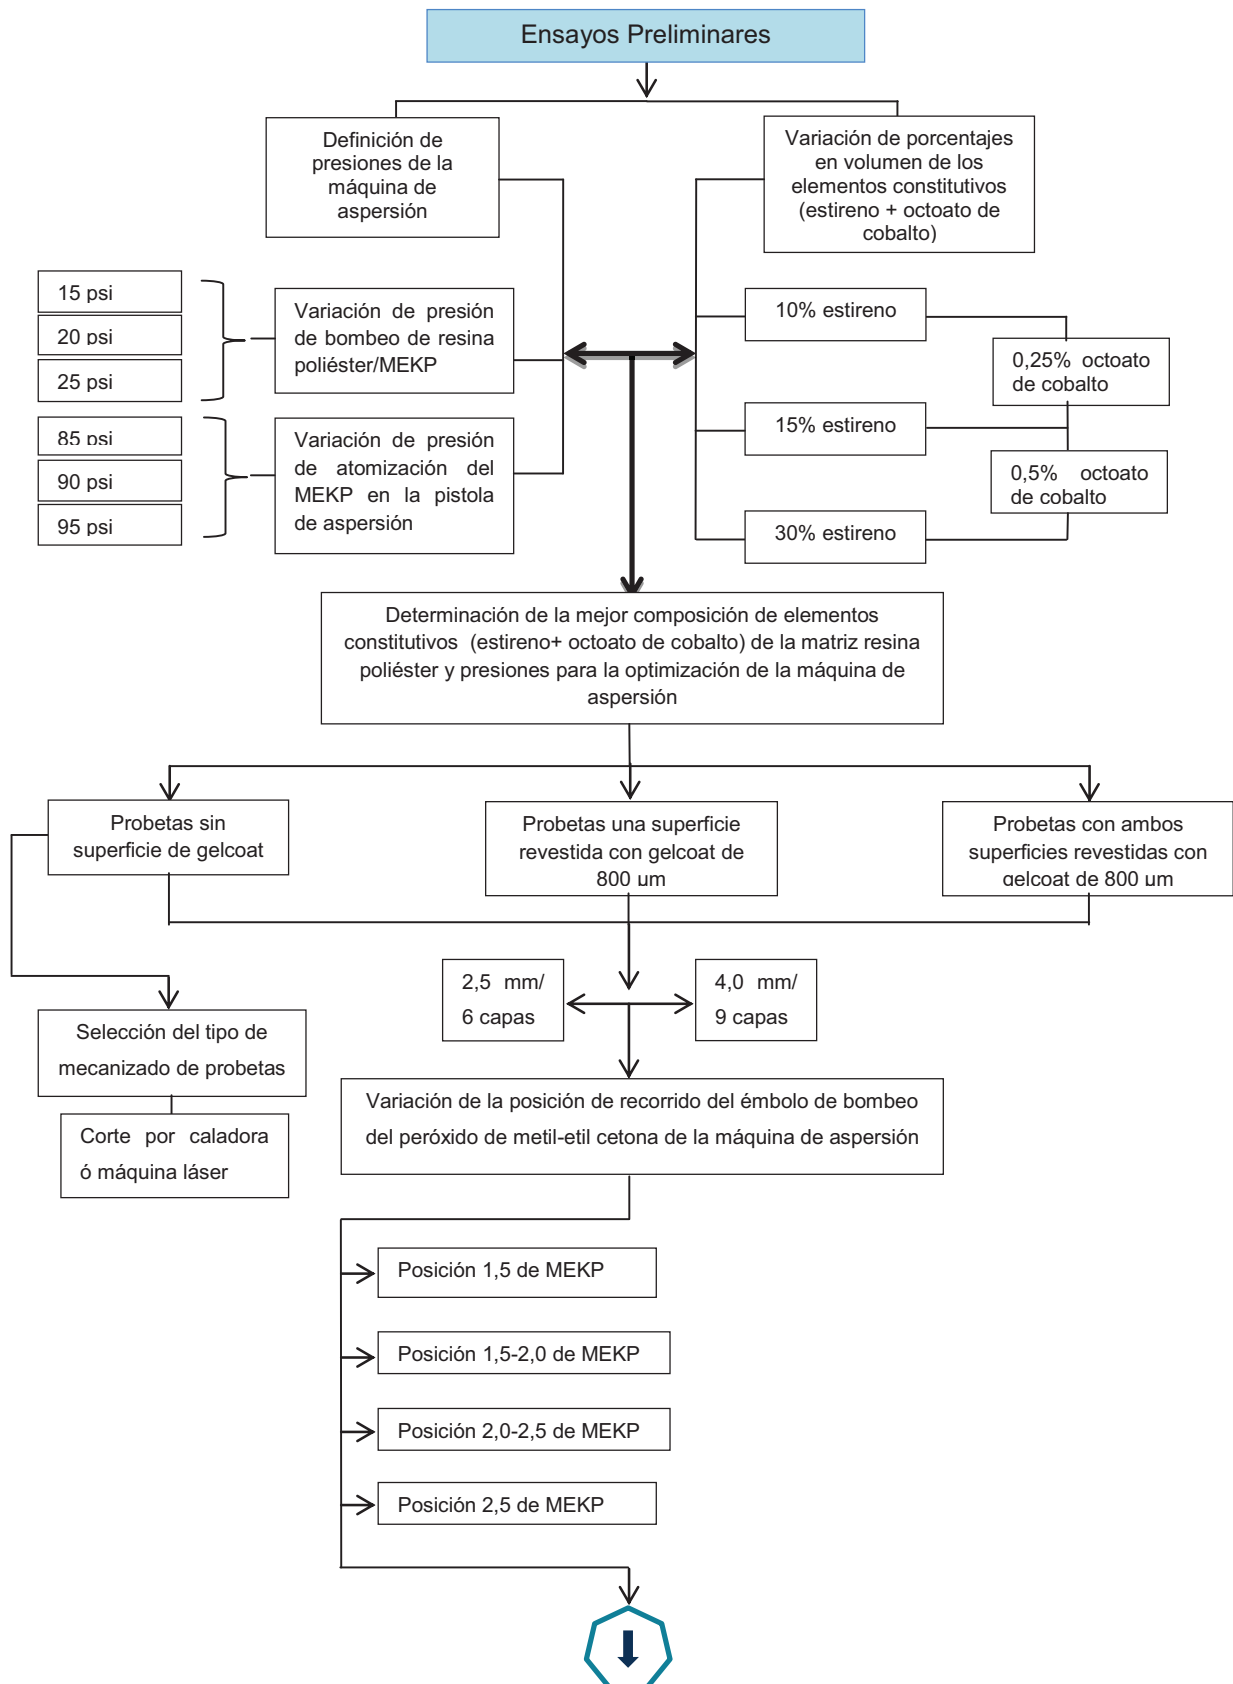 Ensayos Preliminares
Definición de
presiones de la
máquina de
aspersión
Variación de porcentajes
en volumen de los
elementos constitutivos
(estireno + octoato de
cobalto)
15 psi
20 psi
25 psi
Variación de presión
de bombeo de resina
poliéster/MEKP
85 psi
90 psi
95 psi
Variación de presión
de atomización del
MEKP en la pistola
de aspersión
10% estireno
15% estireno
30% estireno
0,25% octoato
de cobalto
0,5% octoato
de cobalto
Determinación de la mejor composición de elementos
constitutivos (estireno+ octoato de cobalto) de la matriz resina
poliéster y presiones para la optimización de la máquina de
aspersión
Probetas sin
superficie de gelcoat
Probetas una superficie
revestida con gelcoat de
800 µm
Probetas con ambos
superficies revestidas con
gelcoat de 800 µm
2,5 mm/
6 capas
4,0 mm/
9 capas
Selección del tipo de
mecanizado de probetas
Corte por caladora
ó máquina láser
Variación de la posición de recorrido del émbolo de bombeo
del peróxido de metil-etil cetona de la máquina de aspersión
Posición 1,5 de MEKP
Posición 1,5-2,0 de MEKP
Posición 2,0-2,5 de MEKP
Posición 2,5 de MEKP